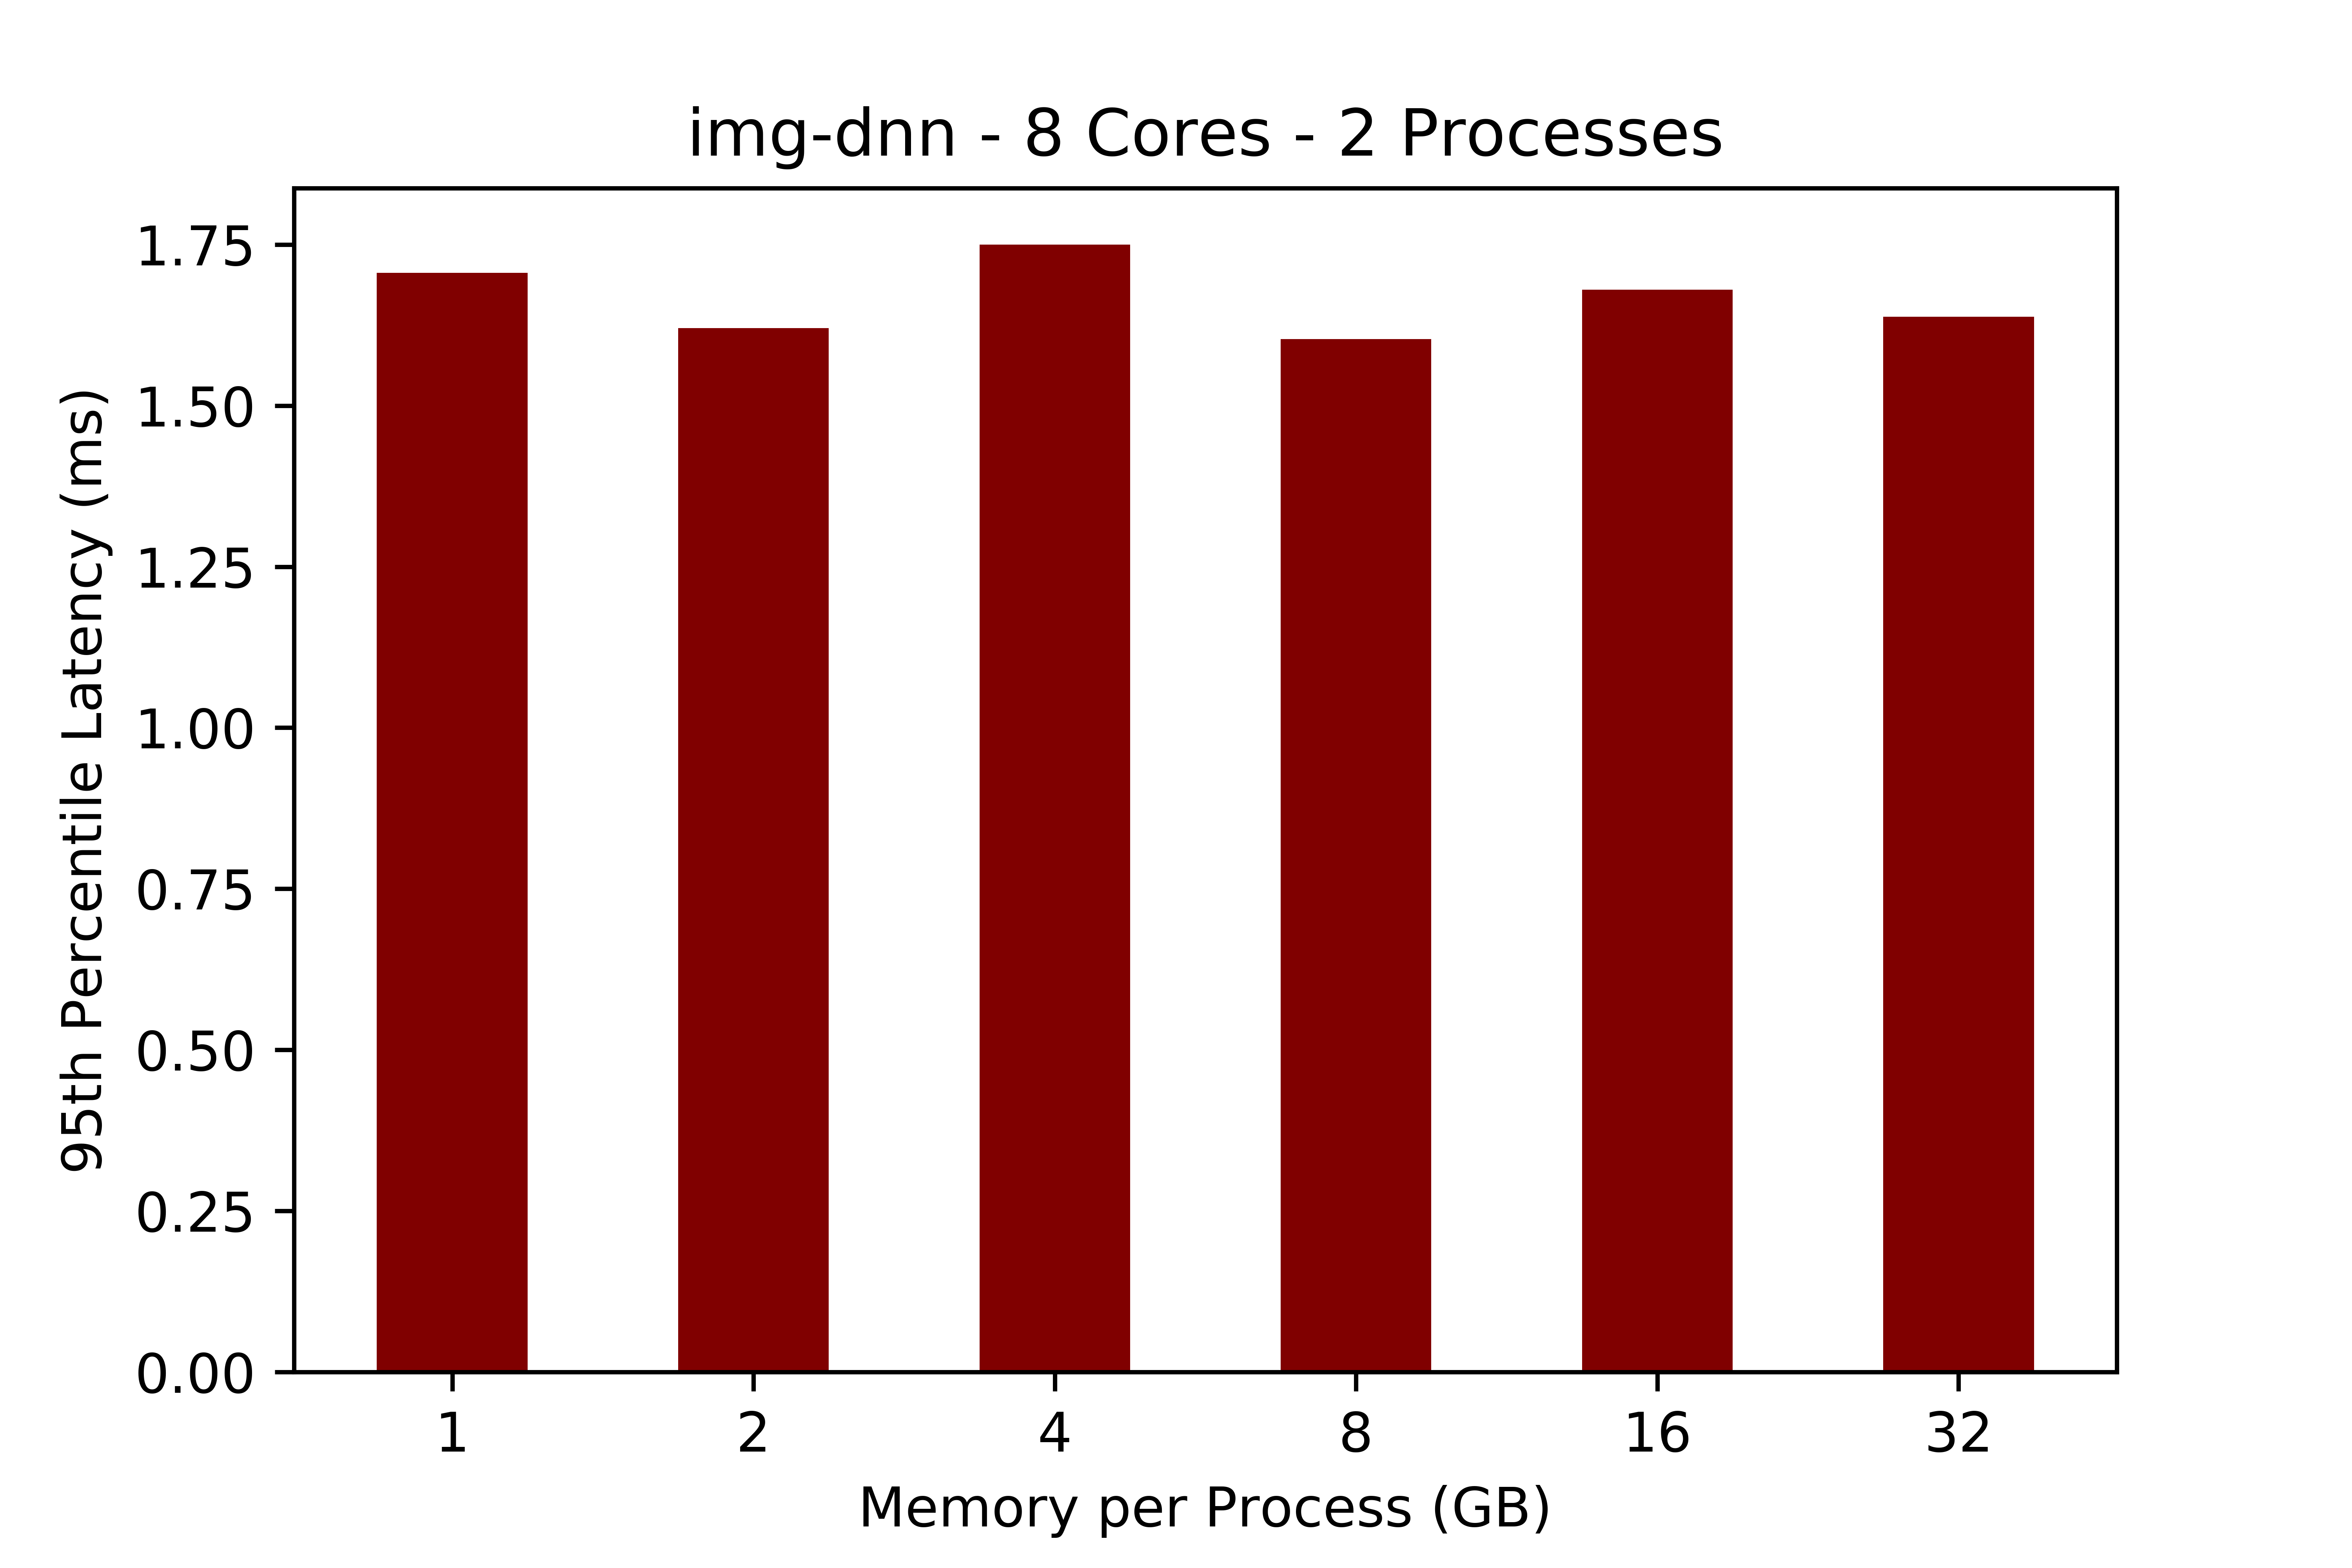 img-dnn - 8 Cores - 2 Processes
95th Percentile Latency (ms)
1.75
1.50
1.25
1.00
0.75
0.50
0.25
0.00
1 2 4 8 16 32
Memory per Process (GB)